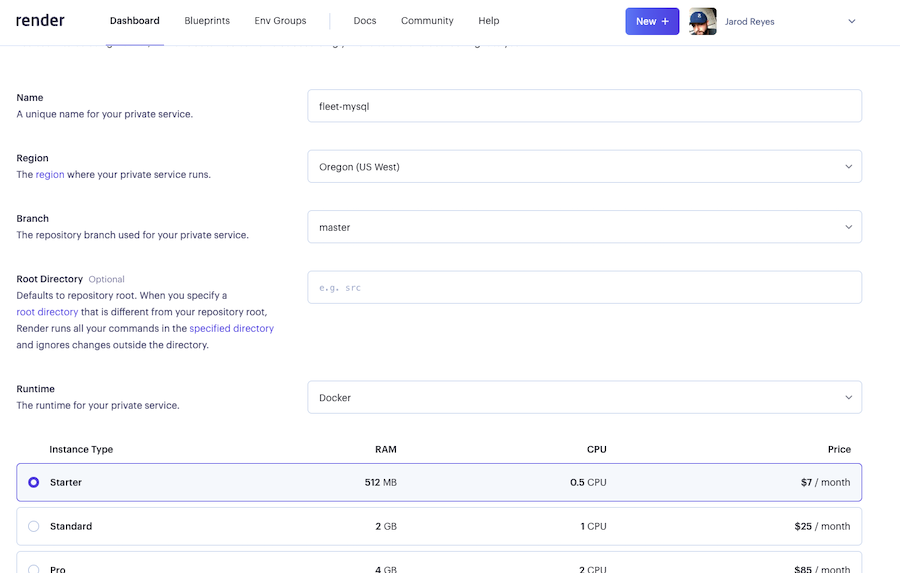 render Dashboard Blueprints Env Groups Docs Community Help New + Jarod Reyes
Name
A unique name for your private service.
fleet-mysql
Region
The region where your private service runs.
Oregon (US West)
Branch
The repository branch used for your private service.
master
Root Directory Optional
Defaults to repository root. When you specify a
root directory that is different from your repository root,
Render runs all your commands in the specified directory
and ignores changes outside the directory.
e.g. src
Runtime
The runtime for your private service.
Docker
Instance Type RAM CPU Price
Starter 512 MB 0.5 CPU $7 / month
Standard 2 GB 1 CPU $25 / month
Pro 4 GB 2 CPU $85 / month